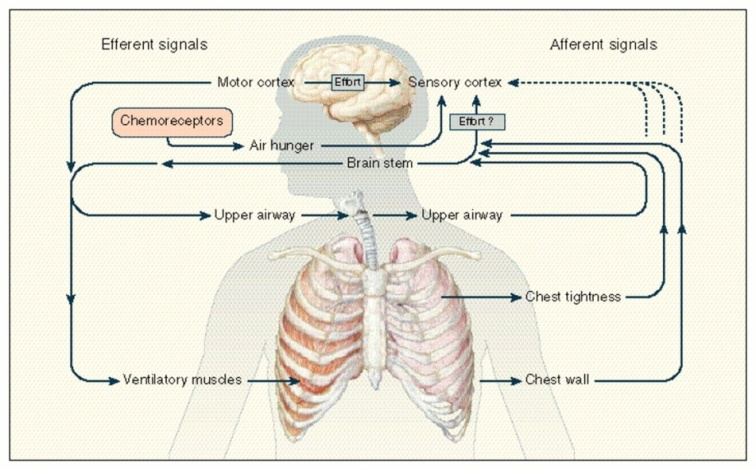 Efferent signals
Afferent signals
Motor cortex
Effort
Sensory cortex
Chemoreceptors
Effort ?
Air hunger
Brain stem
Upper airway
Upper airway
Chest tightness
Ventilatory muscles
Chest wall